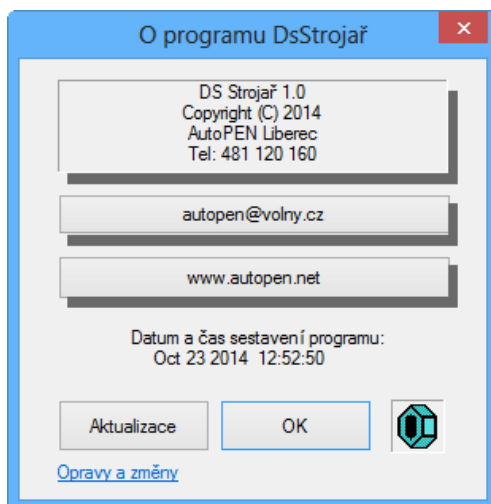 O programu DsStrojař
DS Strojař 1.0
Copyright (C) 2014
AutoPEN Liberec
Tel: 481 120 160
autopen@volny.cz
www.autopen.net
Datum a čas sestavení programu:
Oct 23 2014 12:52:50
Aktualizace
OK
Opravy a změny